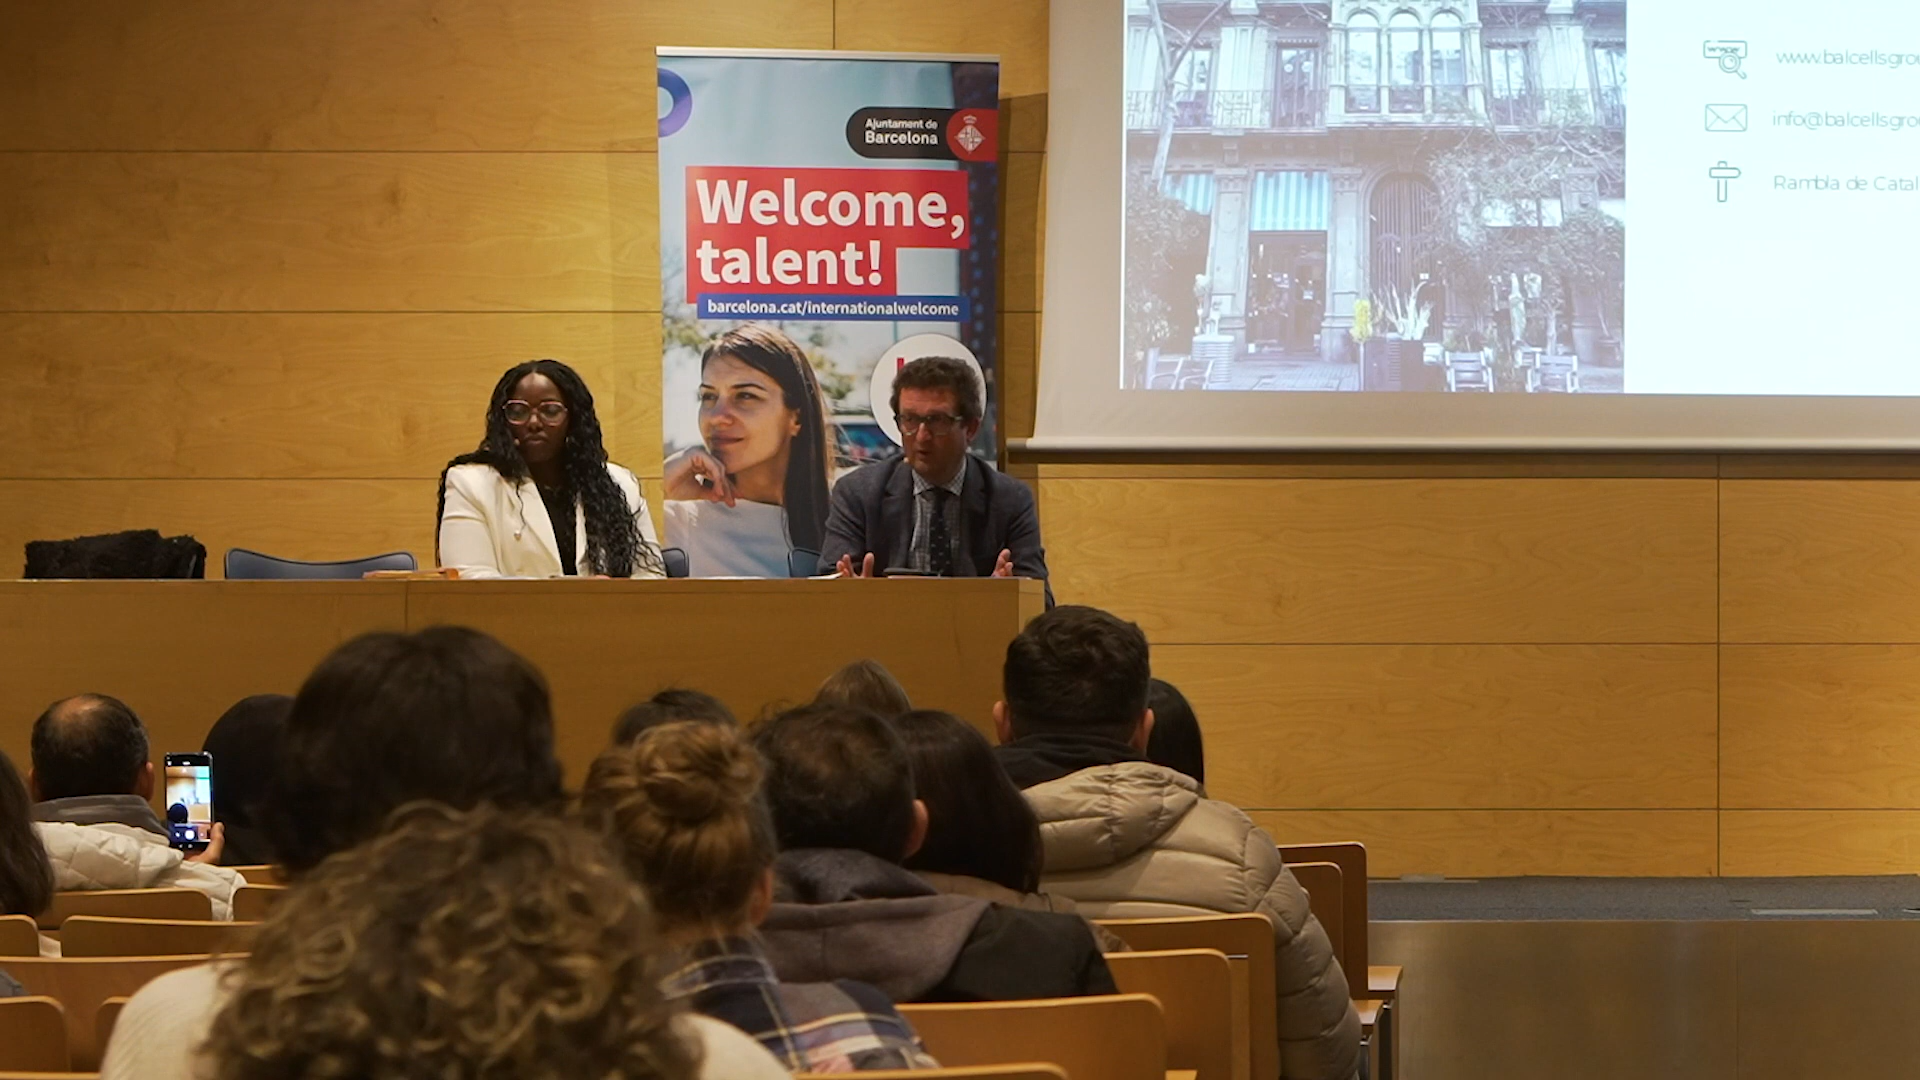 Ajuntament de
Barcelona
Welcome,
talent!
barcelona.cat/internationalwelcome
www.balcellsgro
info@balcellsgro
Rambla de Catal